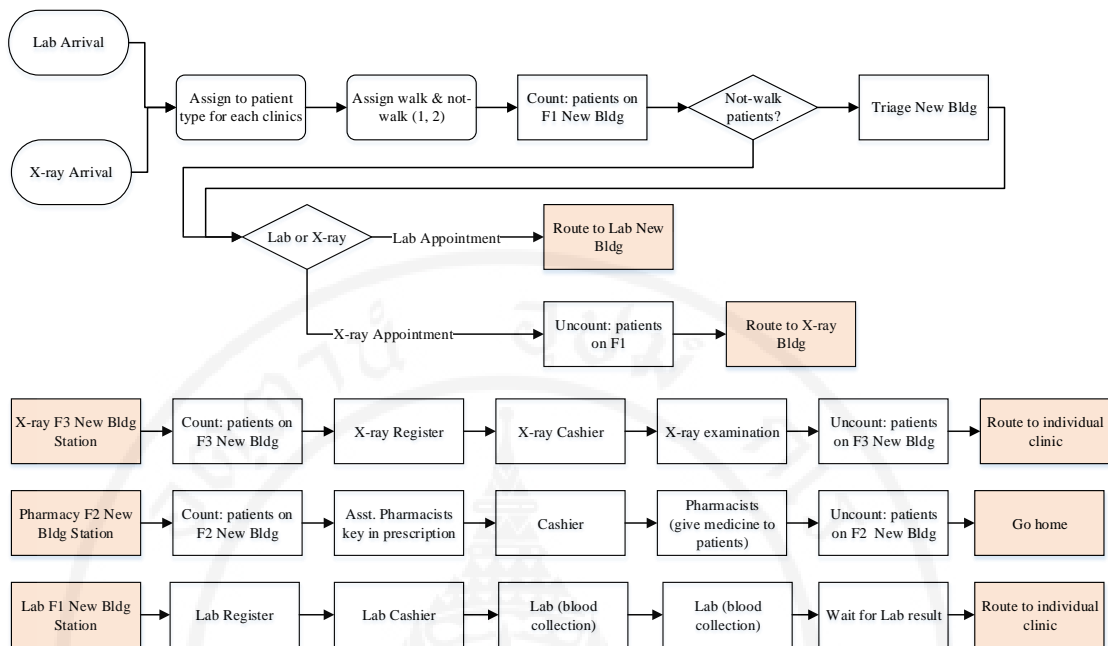 Lab Arrival
X-ray Arrival
Assign to patient
type for each clinics
Assign walk & not-
walk (1, 2)
Count: patients on
F1 New Bldg
Not-walk
patients?
Triage New Bldg
Lab or X-ray
Lab Appointment
Route to Lab New
Bldg
X-ray Appointment
Uncount: patients
on F1
Route to X-ray
Bldg
X-ray F3 New Bldg
Station
Count: patients on
F3 New Bldg
X-ray Register
X-ray Cashier
X-ray examination
Uncount: patients
on F3 New Bldg
Route to individual
clinic
Pharmacy F2 New
Bldg Station
Count: patients on
F2 New Bldg
Asst. Pharmacists
key in prescription
Cashier
Pharmacists
(give medicine to
patients)
Uncount: patients
on F2 New Bldg
Go home
Lab F1 New Bldg
Station
Lab Register
Lab Cashier
Lab (blood
collection)
Lab (blood
collection)
Wait for Lab result
Route to individual
clinic